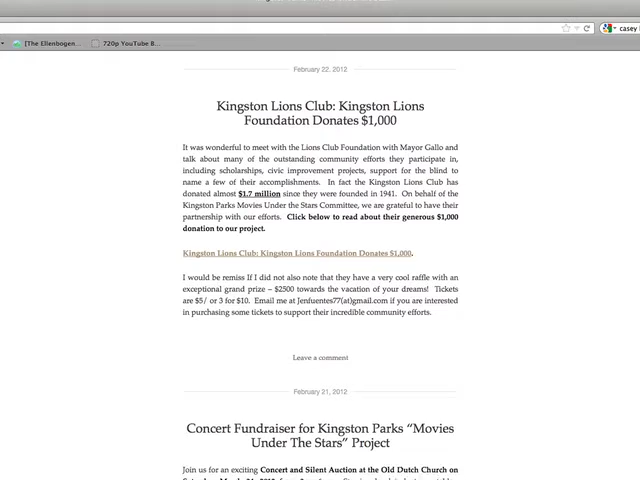 casey
[The Ellenbogen...
720p YouTube B...
February 22, 2012
Kingston Lions Club: Kingston Lions
Foundation Donates $1,000
It was wonderful to meet with the Lions Club Foundation with Mayor Gallo and
talk about many of the outstanding community efforts they participate in,
including scholarships, civic improvement projects, support for the blind to
name a few of their accomplishments. In fact the Kingston Lions Club has
donated almost $1.7 million since they were founded in 1941. On behalf of the
Kingston Parks Movies Under the Stars Committee, we are grateful to have their
partnership with our efforts. Click below to read about their generous $1,000
donation to our project.
Kingston Lions Club: Kingston Lions Foundation Donates $1,000.
I would be remiss If I did not also note that they have a very cool raffle with an
exceptional grand prize – $2500 towards the vacation of your dreams! Tickets
are $5/ or 3 for $10. Email me at Jenfuentes77(at)gmail.com if you are interested
in purchasing some tickets to support their incredible community efforts.
Leave a comment
February 21, 2012
Concert Fundraiser for Kingston Parks “Movies
Under The Stars” Project
Join us for an exciting Concert and Silent Auction at the Old Dutch Church on